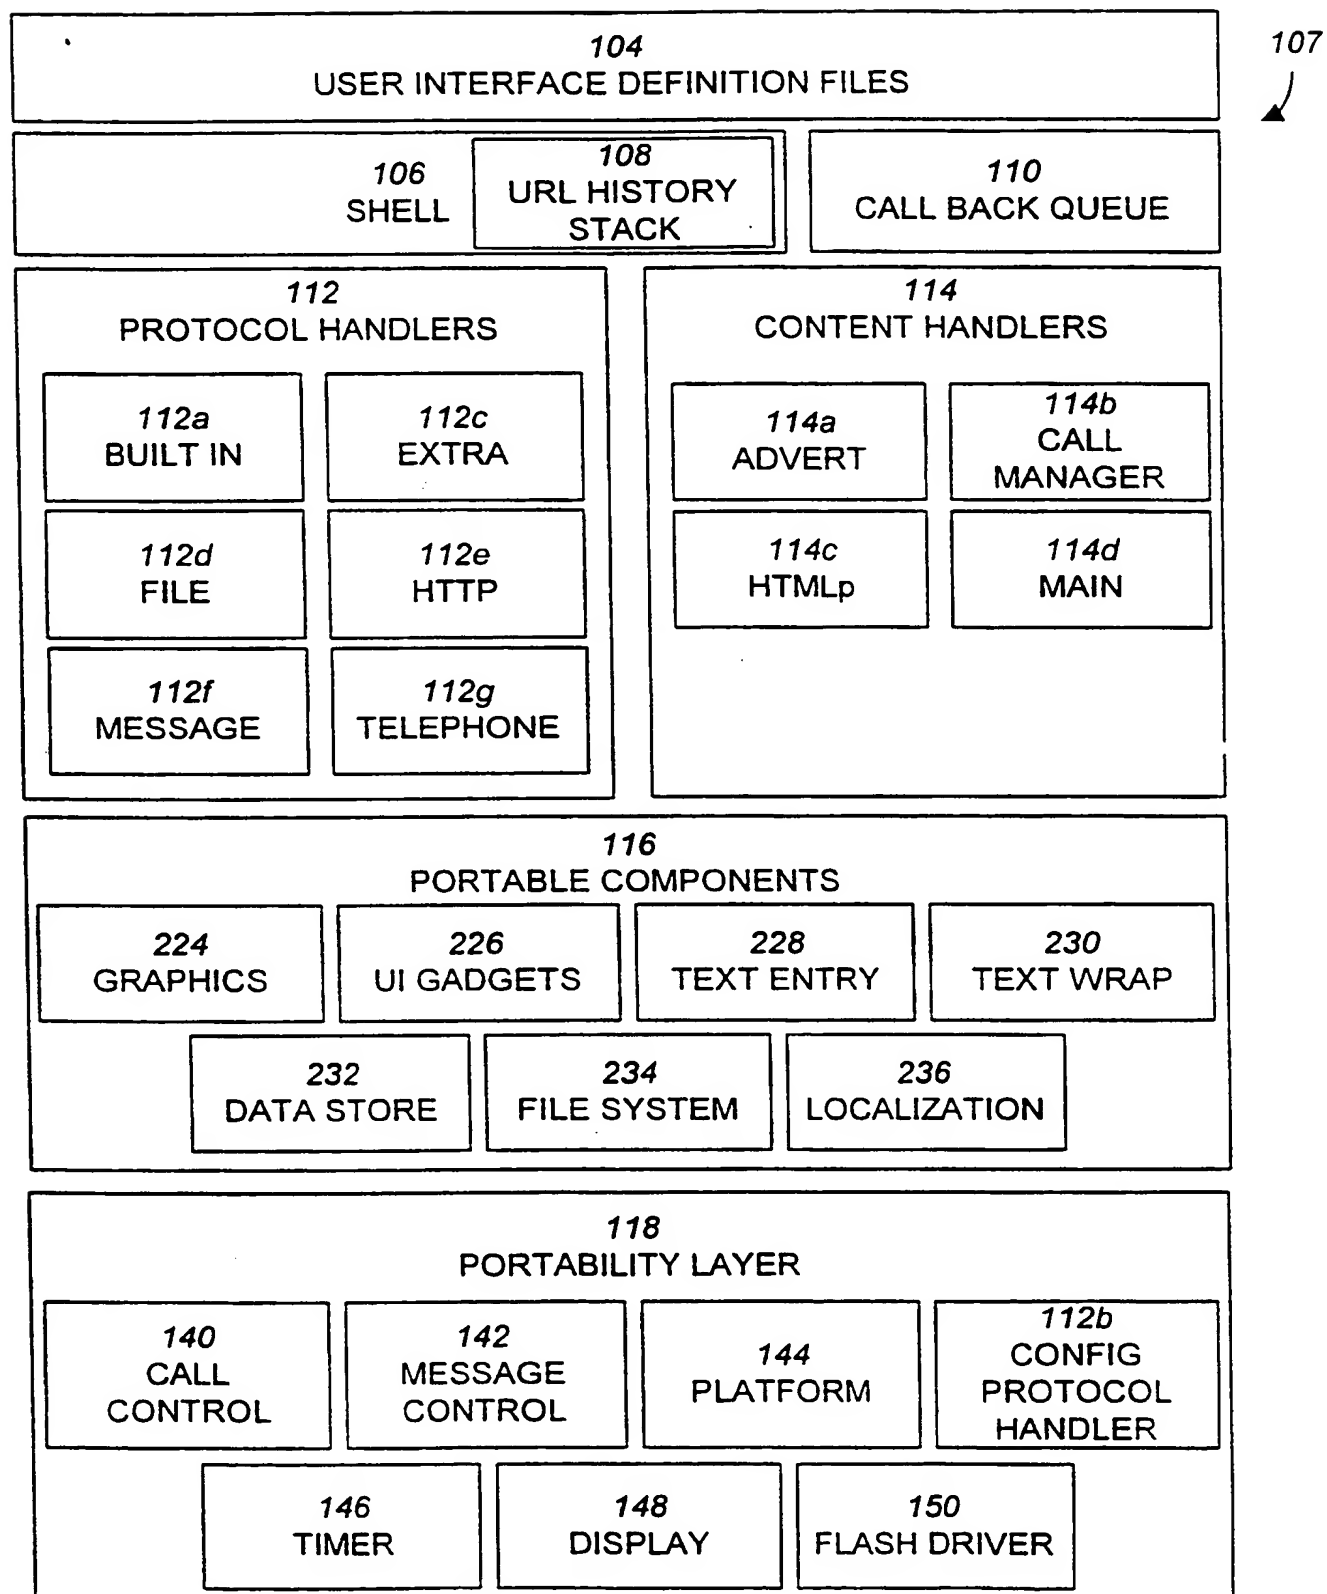 104
USER INTERFACE DEFINITION FILES
107
106
SHELL
108
URL HISTORY
STACK
110
CALL BACK QUEUE
112
PROTOCOL HANDLERS
112a
BUILT IN
112c
EXTRA
112d
FILE
112e
HTTP
112f
MESSAGE
112g
TELEPHONE
114
CONTENT HANDLERS
114a
ADVERT
114b
CALL
MANAGER
114c
HTMLp
114d
MAIN
116
PORTABLE COMPONENTS
224
GRAPHICS
226
UI GADGETS
228
TEXT ENTRY
230
TEXT WRAP
232
DATA STORE
234
FILE SYSTEM
236
LOCALIZATION
118
PORTABILITY LAYER
140
CALL
CONTROL
142
MESSAGE
CONTROL
144
PLATFORM
112b
CONFIG
PROTOCOL
HANDLER
146
TIMER
148
DISPLAY
150
FLASH DRIVER